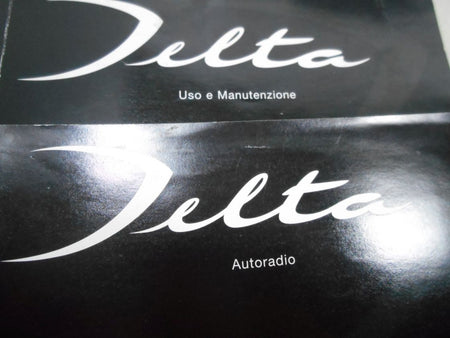 Delta
Uso e Manutenzione
Delta
Autoradio